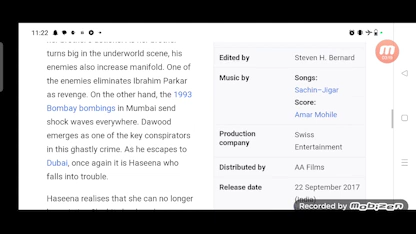 11:22
turns big in the underworld scene, his
enemies also increase manifold. One of
the enemies eliminates Ibrahim Parkar
as revenge. On the other hand, the 1993
Bombay bombings in Mumbai send
shock waves everywhere. Dawood
emerges as one of the key conspirators
in this ghastly crime. As he escapes to
Dubai, once again it is Haseena who
falls into trouble.
Haseena realises that she can no longer
Edited by Steven H. Bernard
Music by Songs:
Sachin–Jigar
Score:
Amar Mohile
Production company Swiss
Entertainment
Distributed by AA Films
Release date 22 September 2017
(India)
Recorded by MOBIZEN